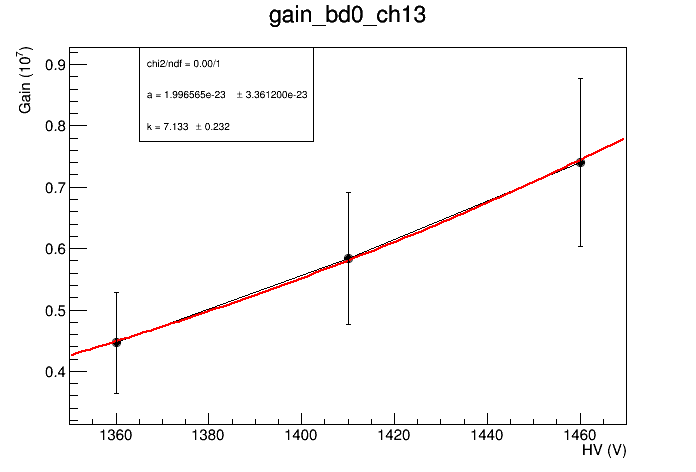 gain_bd0_ch13
Gain (10⁷)
chi2/ndf = 0.00/1
a = 1.996565e-23 ± 3.361200e-23
k = 7.133 ± 0.232
0.9
0.8
0.7
0.6
0.5
0.4
1360 1380 1400 1420 1440 1460
HV (V)